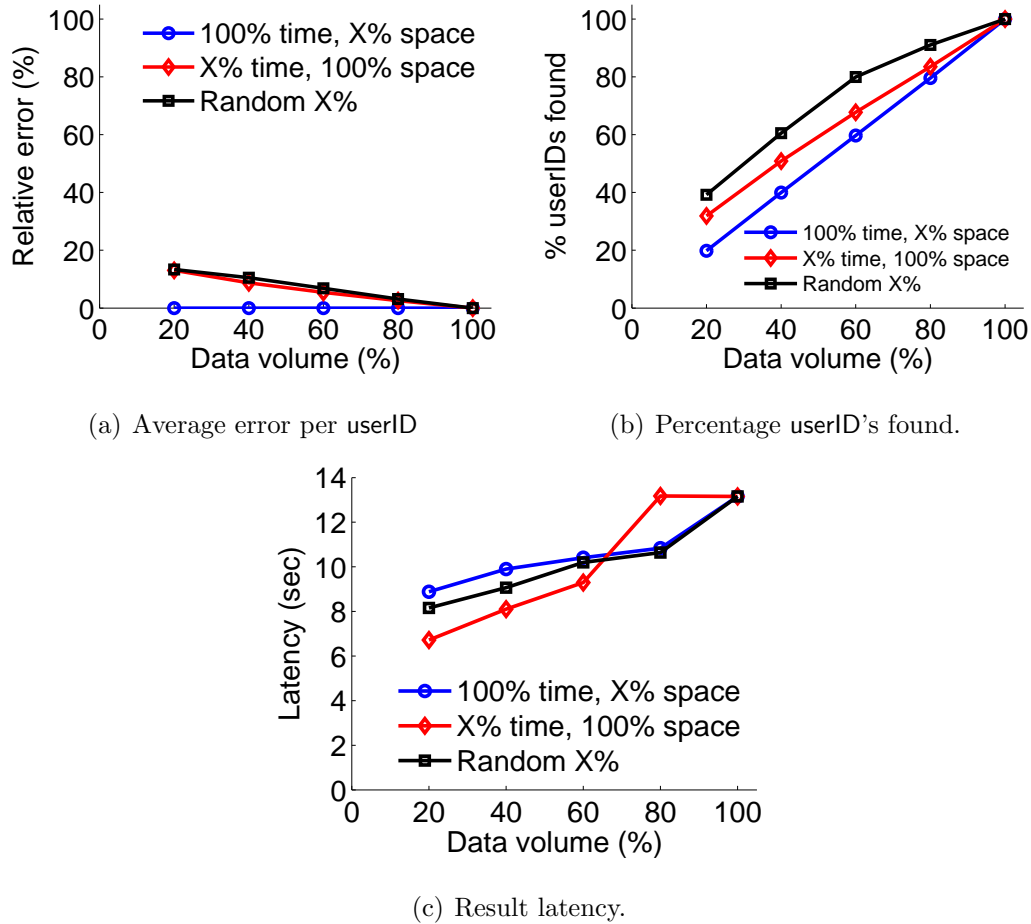 100
80
60
40
20
0
Relative error (%)
100% time, X% space
X% time, 100% space
Random X%
0 20 40 60 80 100
Data volume (%)
(a) Average error per userID
100
80
60
40
20
0
% userIDs found
100% time, X% space
X% time, 100% space
Random X%
0 20 40 60 80 100
Data volume (%)
(b) Percentage userID's found.
14
12
10
8
6
4
2
0
Latency (sec)
100% time, X% space
X% time, 100% space
Random X%
0 20 40 60 80 100
Data volume (%)
(c) Result latency.